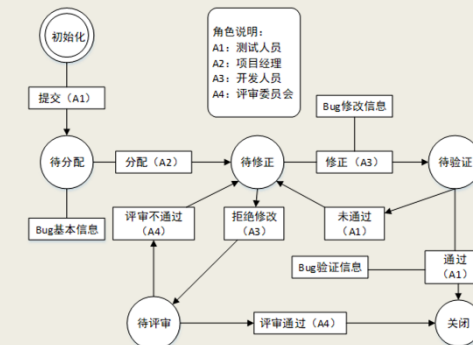 初始化
角色说明：
A1：测试人员
A2：项目经理
A3：开发人员
A4：评审委员会
提交（A1）
Bug修改信息
待分配
分配（A2）
待修正
修正（A3）
待验证
Bug基本信息
评审不通过
（A4）
拒绝修改
（A3）
未通过
（A1）
Bug验证信息
通过
（A1）
待评审
评审通过（A4）
关闭